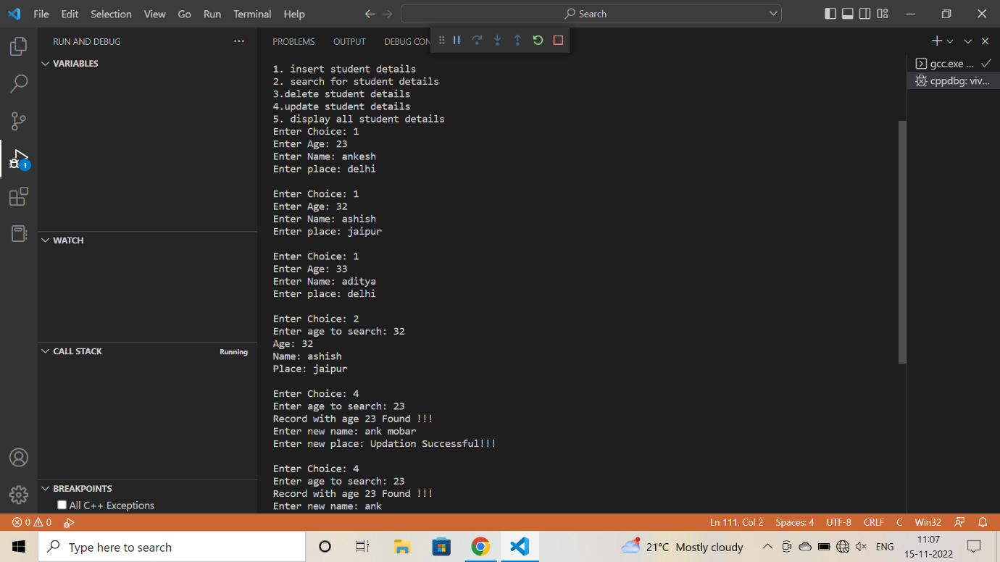 File Edit Selection View Go Run Terminal Help Search
RUN AND DEBUG
VARIABLES
WATCH
CALL STACK Running
BREAKPOINTS
All C++ Exceptions
1
PROBLEMS OUTPUT DEBUG CON
1. insert student details
2. search for student details
3.delete student details
4.update student details
5. display all student details
Enter Choice: 1
Enter Age: 23
Enter Name: ankesh
Enter place: delhi
Enter Choice: 1
Enter Age: 32
Enter Name: ashish
Enter place: jaipur
Enter Choice: 1
Enter Age: 33
Enter Name: aditya
Enter place: delhi
Enter Choice: 2
Enter age to search: 32
Age: 32
Name: ashish
Place: jaipur
Enter Choice: 4
Enter age to search: 23
Record with age 23 Found !!!
Enter new name: ank mobar
Enter new place: Updation Successful!!!
Enter Choice: 4
Enter age to search: 23
Record with age 23 Found !!!
Enter new name: ank
gcc.exe ...
cppdbg: viv...
0 0 Ln 111, Col 2 Spaces: 4 UTF-8 CRLF C Win32
Type here to search 21°C Mostly cloudy ENG 11:07
15-11-2022